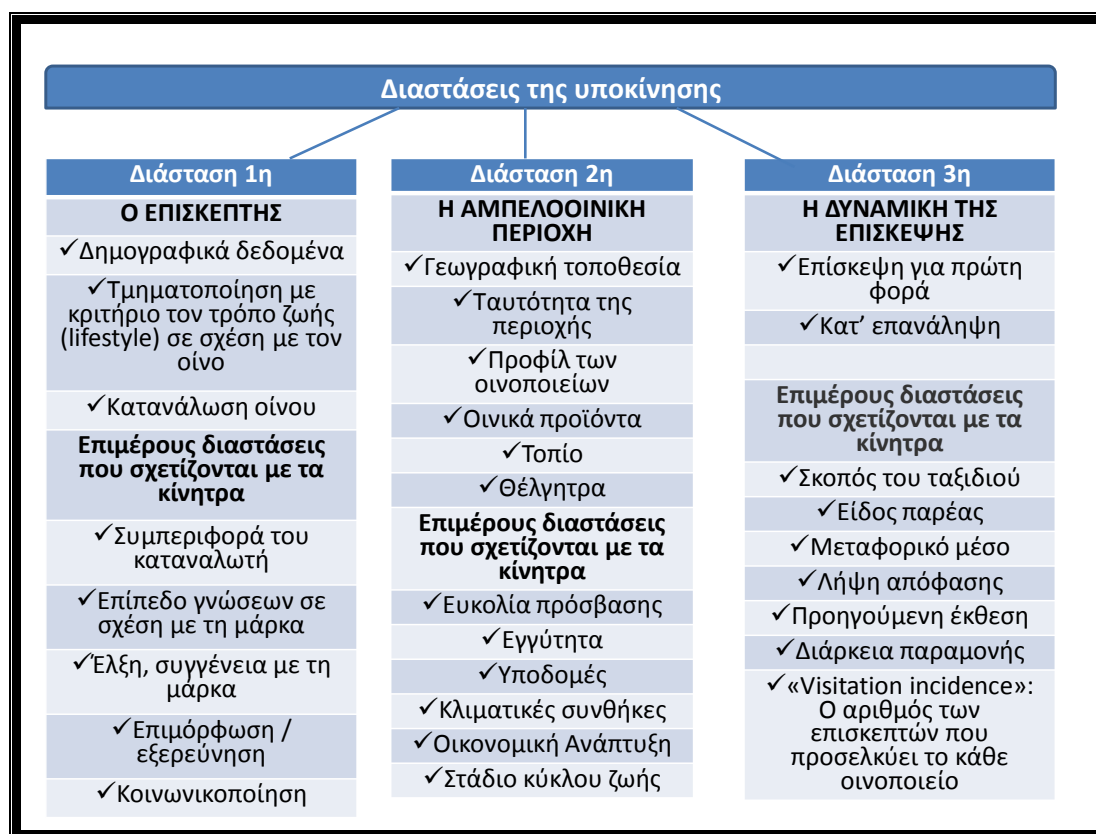 Διαστάσεις της υποκίνησης
Διάσταση 1η
Ο ΕΠΙΣΚΕΠΤΗΣ
✓Δημογραφικά δεδομένα
✓Τμηματοποίηση με
κριτήριο τον τρόπο ζωής
(lifestyle) σε σχέση με τον
οίνο
✓Κατανάλωση οίνου
Επιμέρους διαστάσεις
που σχετίζονται με τα
κίνητρα
✓Συμπεριφορά του
καταναλωτή
✓Επίπεδο γνώσεων σε
σχέση με τη μάρκα
✓Έλξη, συγγένεια με τη
μάρκα
✓Επιμόρφωση /
εξερεύνηση
✓Κοινωνικοποίηση
Διάσταση 2η
Η ΑΜΠΕΛΟΟΙΝΙΚΗ
ΠΕΡΙΟΧΗ
✓Γεωγραφική τοποθεσία
✓Ταυτότητα της
περιοχής
✓Προφίλ των
οινοποιείων
✓Οινικά προϊόντα
✓Τοπίο
✓Θέλγητρα
Επιμέρους διαστάσεις
που σχετίζονται με τα
κίνητρα
✓Ευκολία πρόσβασης
✓Εγγύτητα
✓Υποδομές
✓Κλιματικές συνθήκες
✓Οικονομική Ανάπτυξη
✓Στάδιο κύκλου ζωής
Διάσταση 3η
Η ΔΥΝΑΜΙΚΗ ΤΗΣ
ΕΠΙΣΚΕΨΗΣ
✓Επίσκεψη για πρώτη
φορά
✓Κατ’ επανάληψη
Επιμέρους διαστάσεις
που σχετίζονται με τα
κίνητρα
✓Σκοπός του ταξιδιού
✓Είδος παρέας
✓Μεταφορικό μέσο
✓Λήψη απόφασης
✓Προηγούμενη έκθεση
✓Διάρκεια παραμονής
✓«Visitation incidence»:
Ο αριθμός των
επισκεπτών που
προσελκύει το κάθε
οινοποιείο